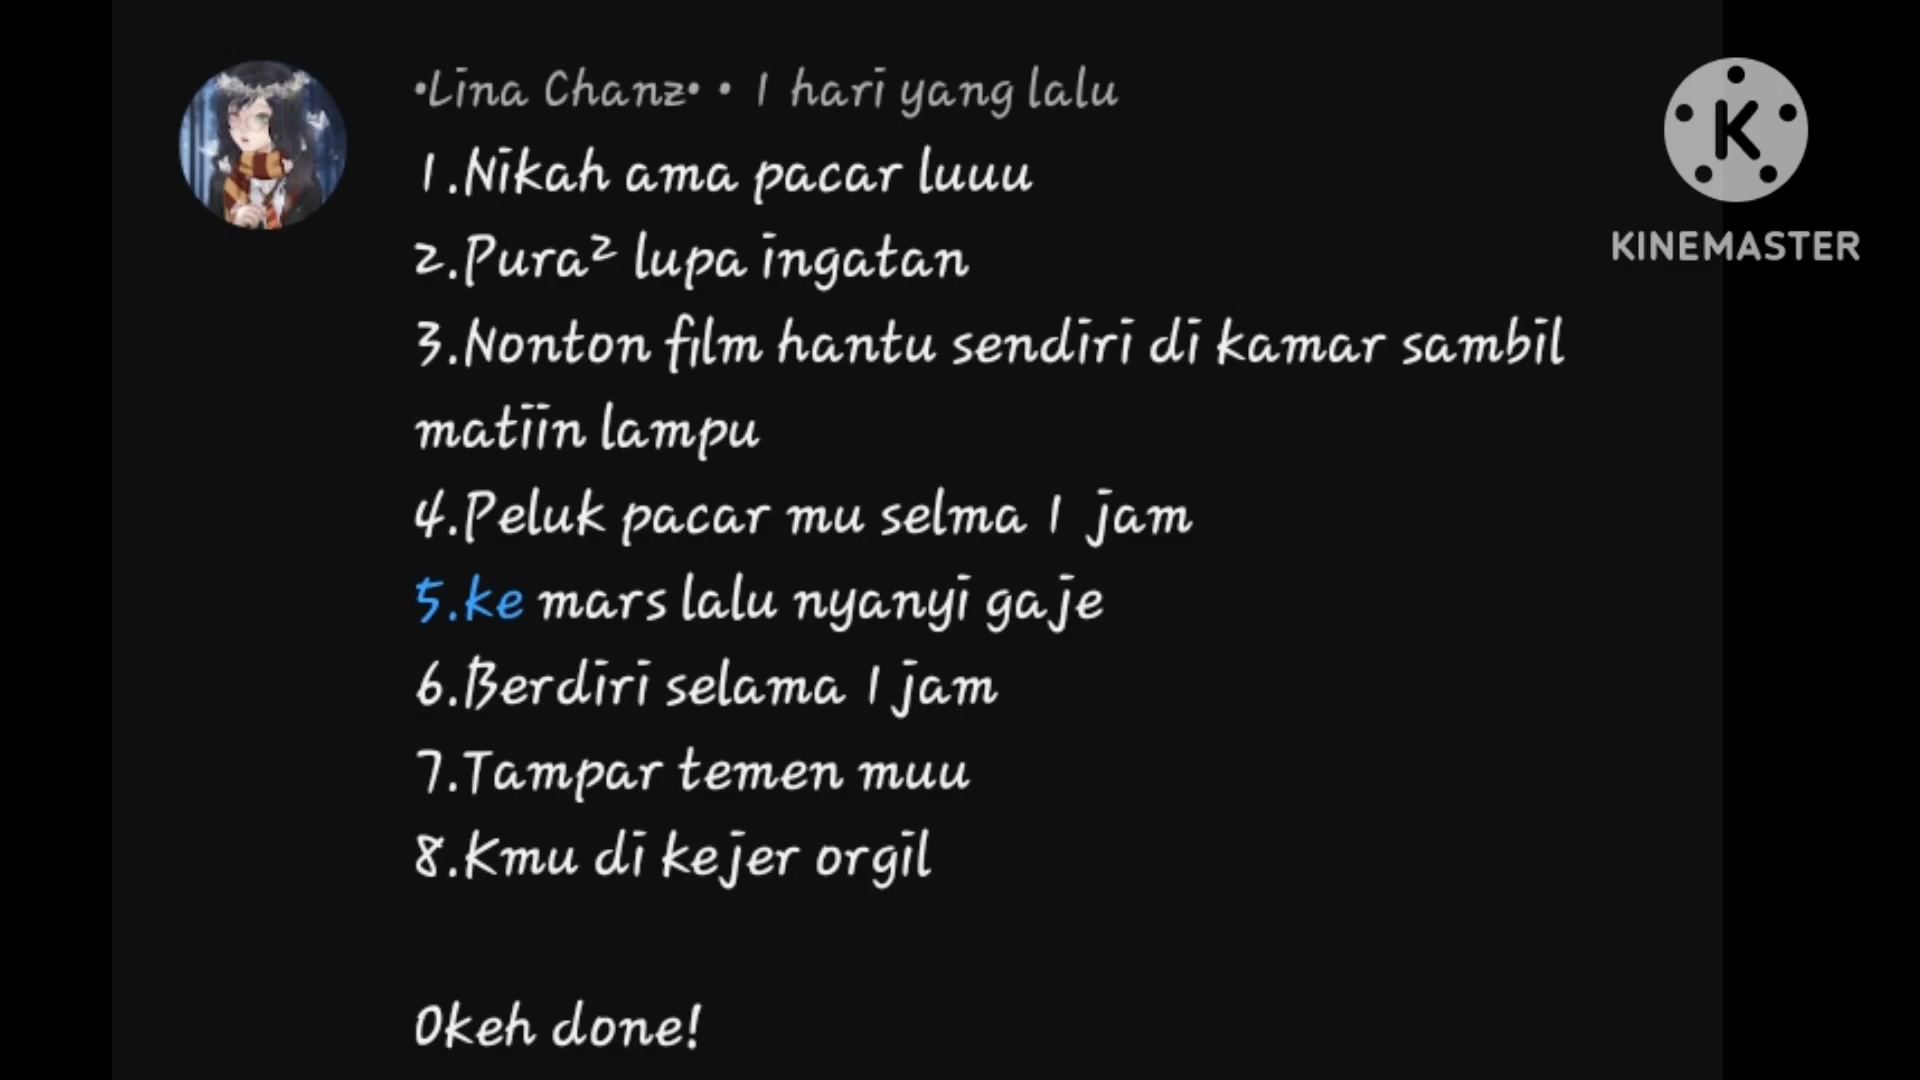 •Lina Chanz• • 1 hari yang lalu
1.Nikah ama pacar luuu
2.Pura² lupa ingatan
3.Nonton film hantu sendiri di kamar sambil
matiin lampu
4.Peluk pacar mu selma 1 jam
5.ke mars lalu nyanyi gaje
6.Berdiri selama 1 jam
7.Tampar temen muu
8.Kmu di kejer orgil
Okeh done!
K
KINEMASTER